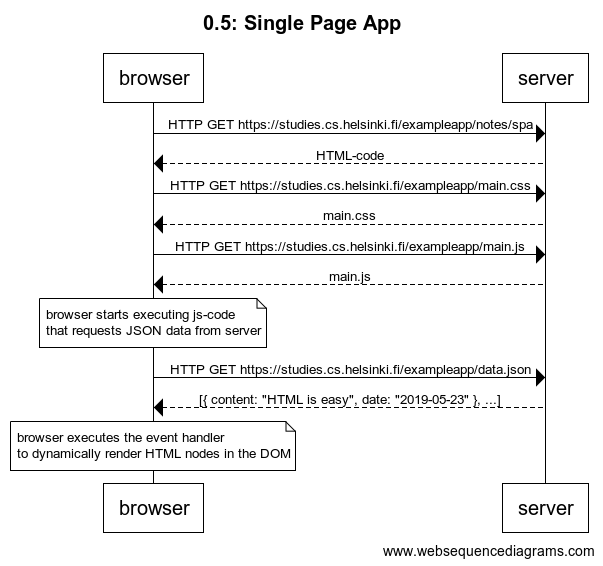 0.5: Single Page App
browser
server
HTTP GET https://studies.cs.helsinki.fi/exampleapp/notes/spa
HTML-code
HTTP GET https://studies.cs.helsinki.fi/exampleapp/main.css
main.css
HTTP GET https://studies.cs.helsinki.fi/exampleapp/main.js
main.js
browser starts executing js-code
that requests JSON data from server
HTTP GET https://studies.cs.helsinki.fi/exampleapp/data.json
[{ content: "HTML is easy", date: "2019-05-23" }, ...]
browser executes the event handler
to dynamically render HTML nodes in the DOM
browser
server
www.websequencediagrams.com